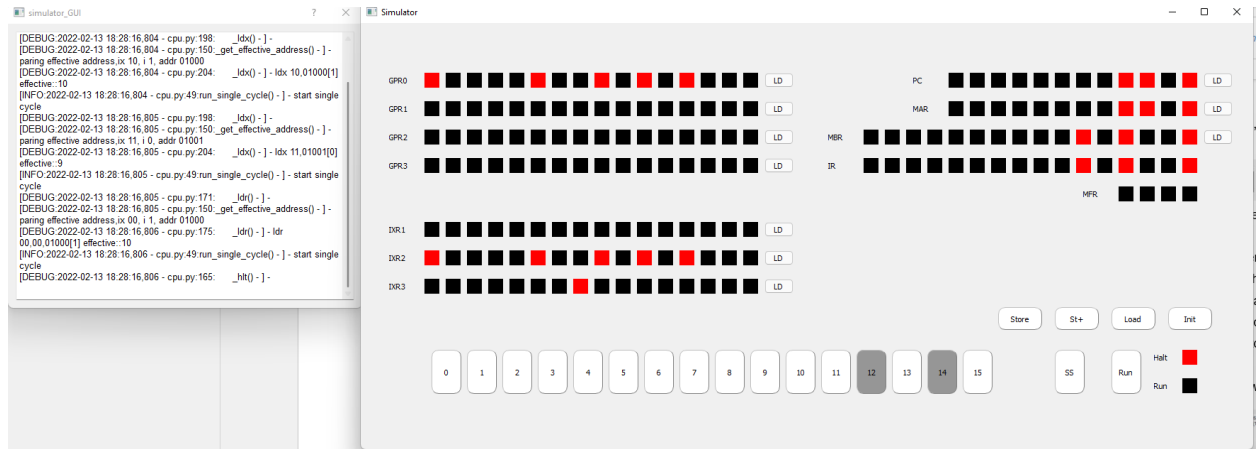 simulator_GUI ? ×
[DEBUG:2022-02-13 18:28:16,804 - cpu.py:198: _ldx() - ] -
[DEBUG:2022-02-13 18:28:16,804 - cpu.py:150:_get_effective_address() - ] -
paring effective address,ix 10, i 1, addr 01000
[DEBUG:2022-02-13 18:28:16,804 - cpu.py:204: _ldx() - ] - ldx 10,01000[1]
effective::10
[INFO:2022-02-13 18:28:16,804 - cpu.py:49:run_single_cycle() - ] - start single
cycle
[DEBUG:2022-02-13 18:28:16,805 - cpu.py:198: _ldx() - ] -
[DEBUG:2022-02-13 18:28:16,805 - cpu.py:150:_get_effective_address() - ] -
paring effective address,ix 11, i 0, addr 01001
[DEBUG:2022-02-13 18:28:16,805 - cpu.py:204: _ldx() - ] - ldx 11,01001[0]
effective::9
[INFO:2022-02-13 18:28:16,805 - cpu.py:49:run_single_cycle() - ] - start single
cycle
[DEBUG:2022-02-13 18:28:16,805 - cpu.py:171: _ldr() - ] -
[DEBUG:2022-02-13 18:28:16,805 - cpu.py:150:_get_effective_address() - ] -
paring effective address,ix 00, i 1, addr 01000
[DEBUG:2022-02-13 18:28:16,806 - cpu.py:175: _ldr() - ] - ldr
00,00,01000[1] effective::10
[INFO:2022-02-13 18:28:16,806 - cpu.py:49:run_single_cycle() - ] - start single
cycle
[DEBUG:2022-02-13 18:28:16,806 - cpu.py:165: _hlt() - ] -
Simulator
GPR0 LD PC LD
GPR1 LD MAR LD
GPR2 LD MBR LD
GPR3 LD IR
MFR
IXR1 LD
IXR2 LD
IXR3 LD
Store St+ Load Init
0 1 2 3 4 5 6 7 8 9 10 11 12 13 14 15 SS Run
Halt
Run